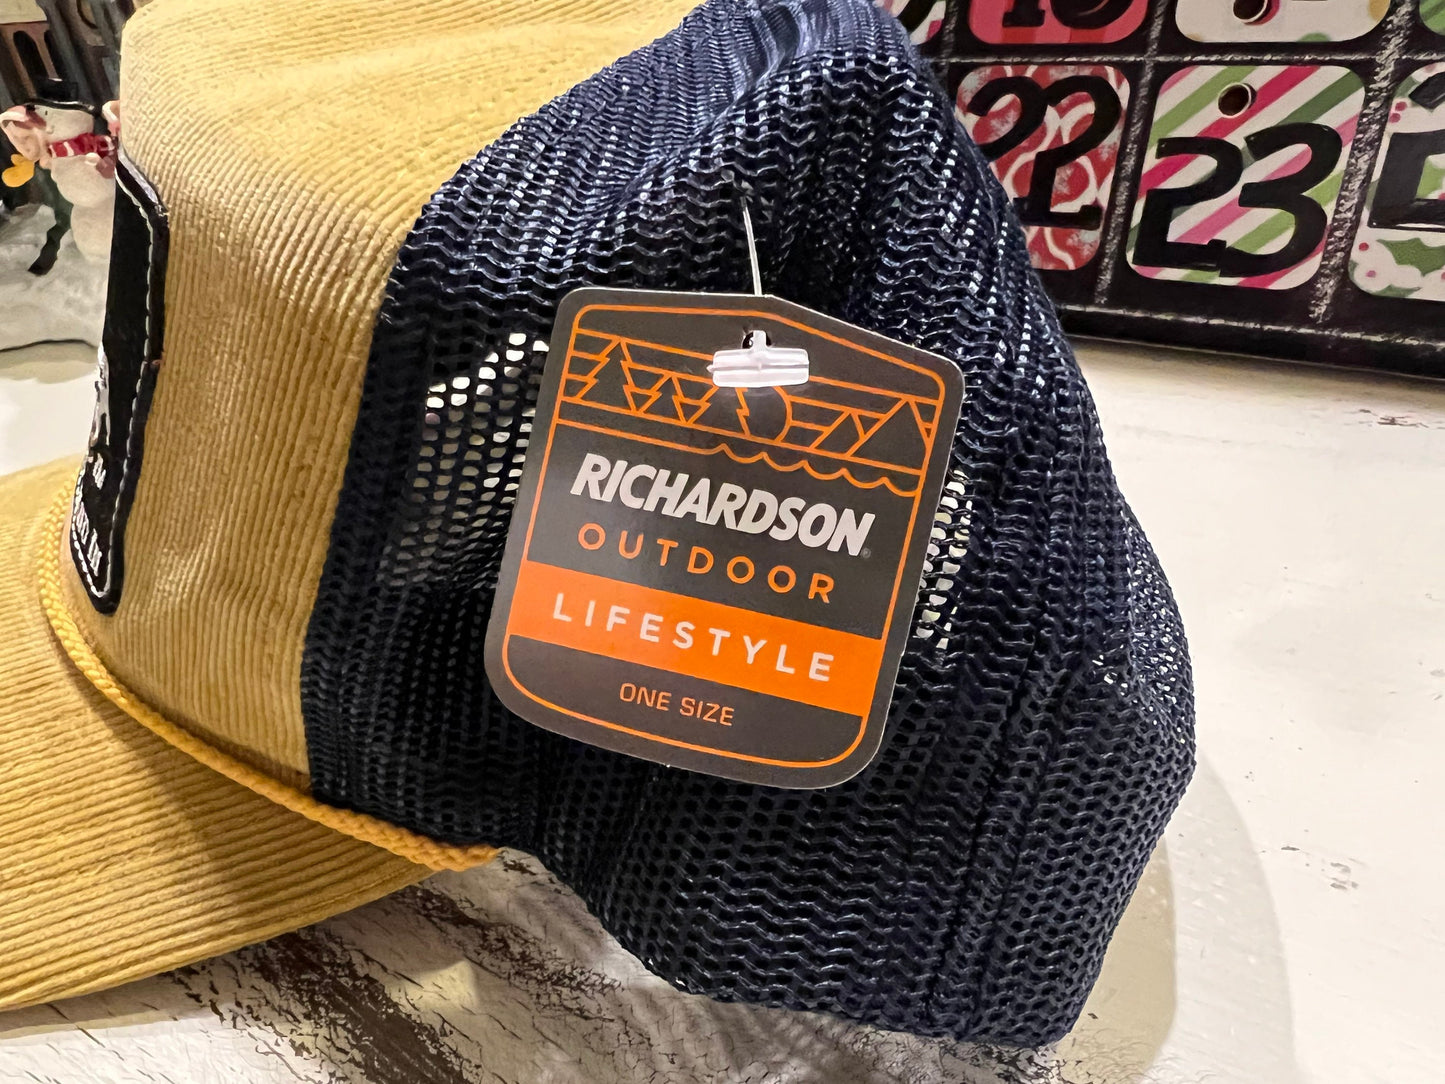 RICHARDSON
OUTDOOR
LIFESTYLE
ONE SIZE
22
23